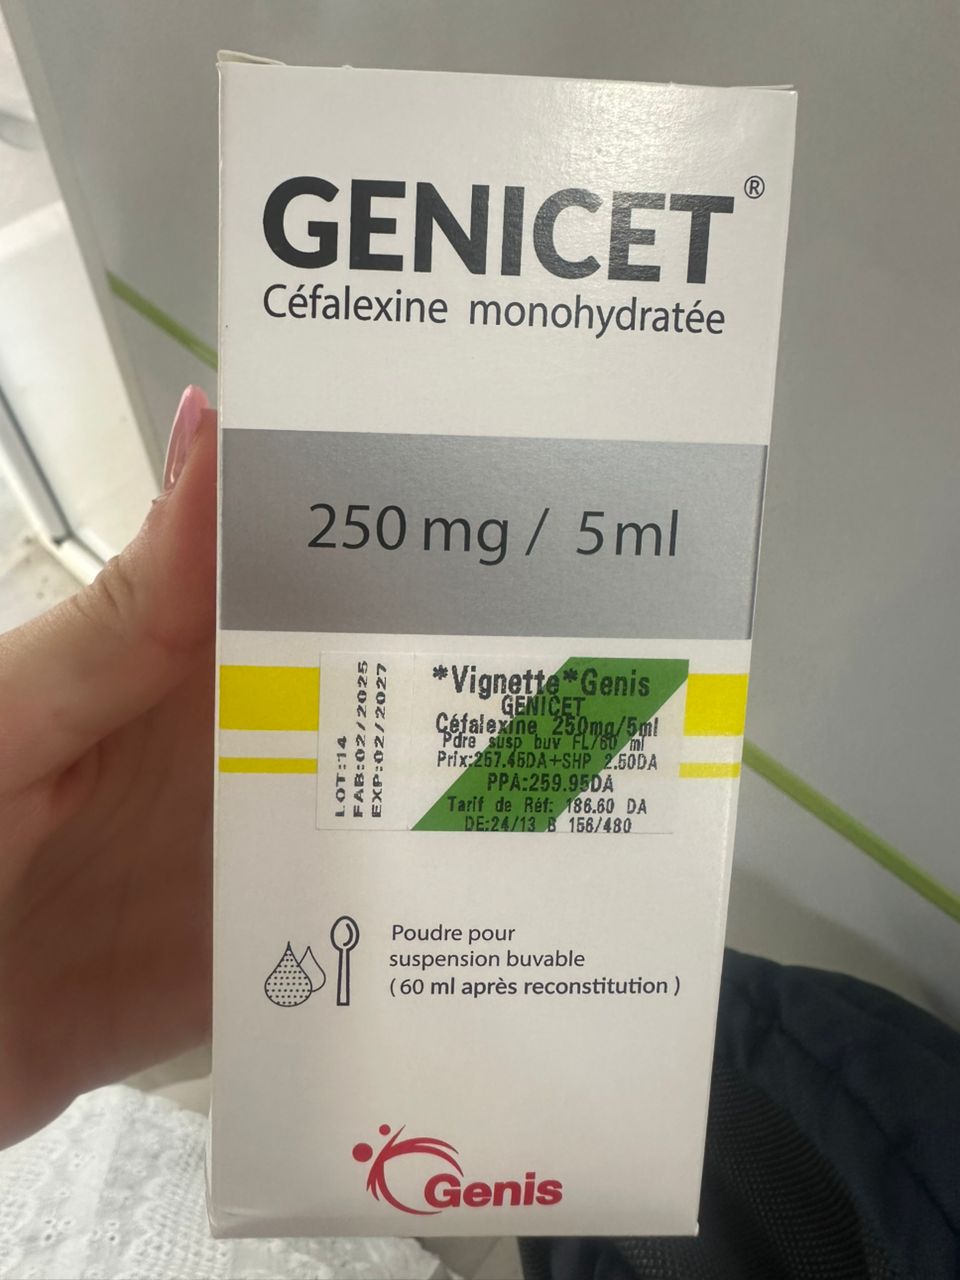 GENICET®
Céfalexine monohydratée
250 mg / 5 ml
LOT:14
FAB:02/2025
EXP:02/2027
*Vignette*Genis
GENICET
Céfalexine 250mg/5ml
Pdre susp buv FL/60 ml
Prix:257.45DA+SHP 2.50DA
PPA:259.95DA
Tarif de Réf: 186.60 DA
DE:24/13 B 156/480
Poudre pour
suspension buvable
( 60 ml après reconstitution )
Genis